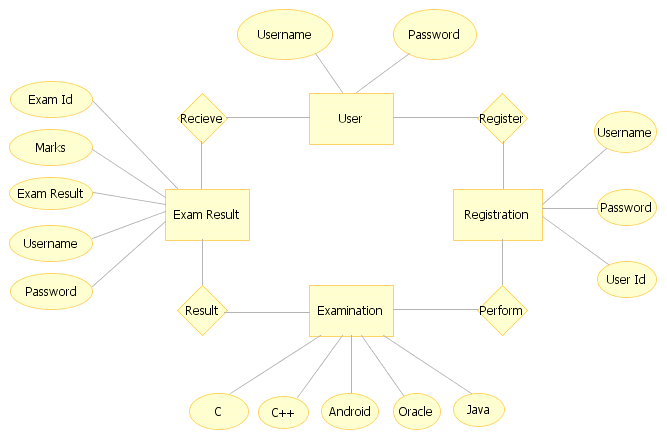 Username
Password
Exam Id
Recieve
User
Register
Username
Marks
Exam Result
Exam Result
Registration
Password
Username
Password
User Id
Result
Examination
Perform
C
C++
Android
Oracle
Java